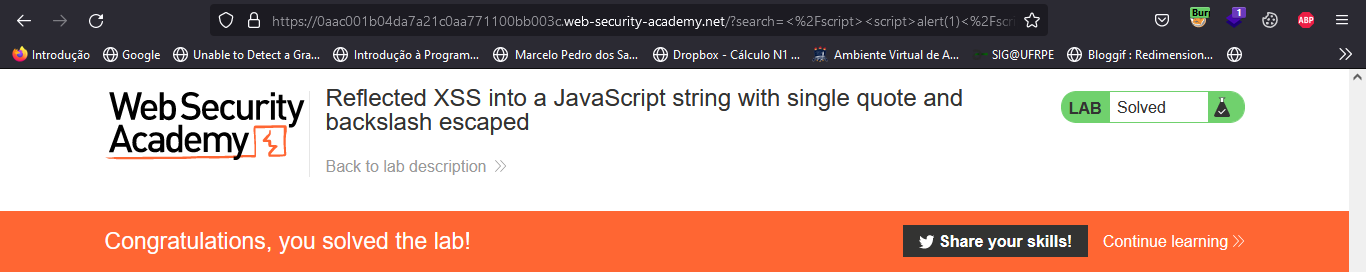 https://0aac001b04da7a21c0aa771100bb003c.web-security-academy.net/?search=<%2Fscript><script>alert(1)<%2Fscri
Burp 1 ABP
Introdução Google Unable to Detect a Gra... Introdução à Program... Marcelo Pedro dos Sa... Dropbox - Cálculo N1 ... Ambiente Virtual de A... SIG@UFRPE Bloggif : Redimension...
Web Security Academy
Reflected XSS into a JavaScript string with single quote and
backslash escaped
LAB Solved
Back to lab description
Congratulations, you solved the lab!
Share your skills!
Continue learning